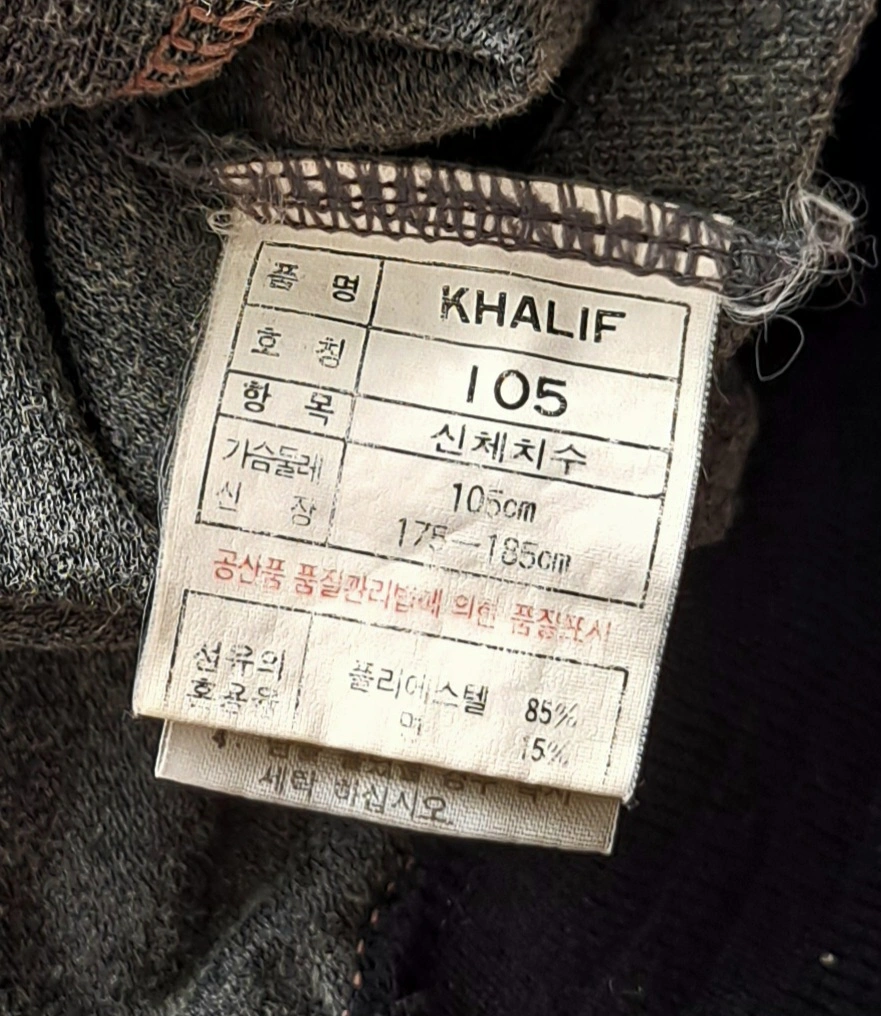 품 명 KHALIF
호 칭 105
항 목 신체치수
가슴둘레 105cm
신 장 175-185cm
공산품 품질관리법에 의한 품질표시
섬유의 폴리에스텔 85%
혼용율 면 15%
세탁 하십시오.